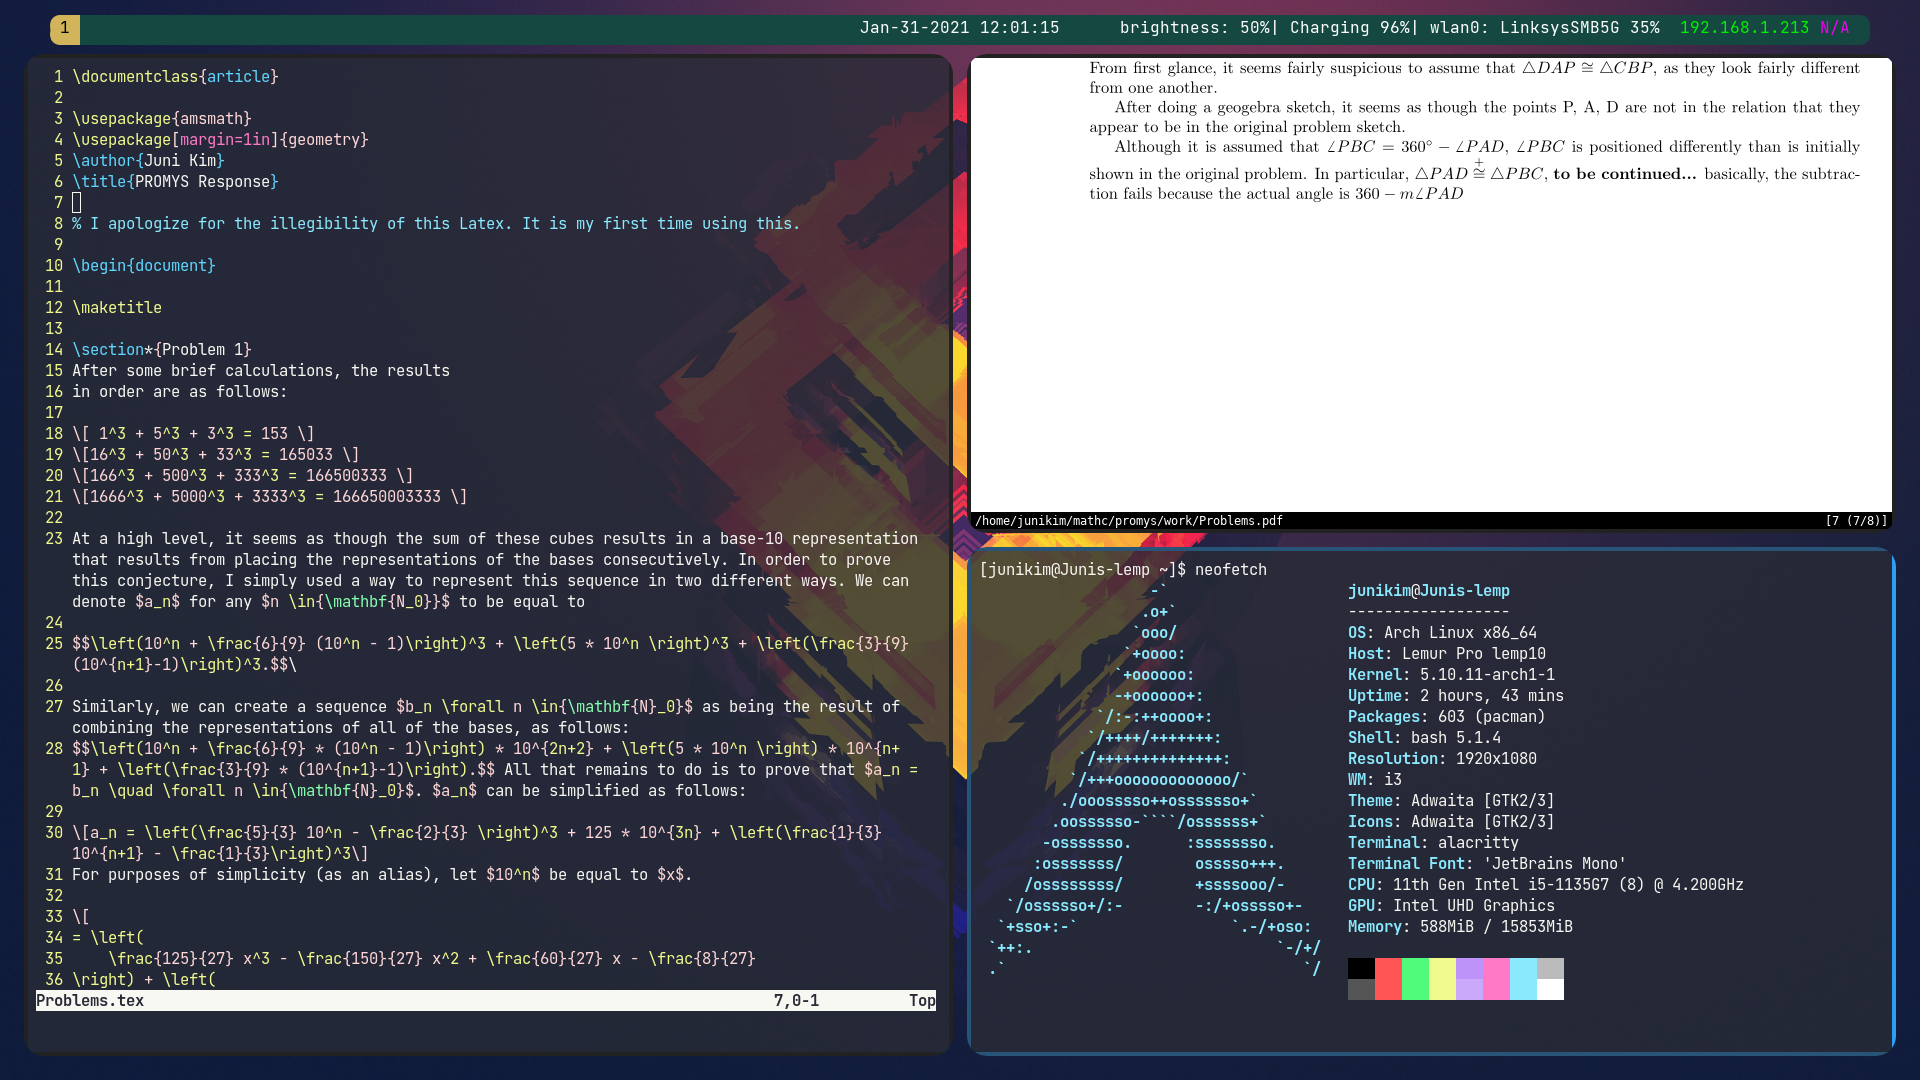 1
Jan-31-2021 12:01:15 brightness: 50%| Charging 96%| wlan0: LinksysSMB5G 35% 192.168.1.213 N/A
1 \documentclass{article}
2
3 \usepackage{amsmath}
4 \usepackage[margin=1in]{geometry}
5 \author{Juni Kim}
6 \title{PROMYS Response}
7
8 % I apologize for the illegibility of this Latex. It is my first time using this.
9
10 \begin{document}
11
12 \maketitle
13
14 \section*{Problem 1}
15 After some brief calculations, the results
16 in order are as follows:
17
18 \[ 1^3 + 5^3 + 3^3 = 153 \]
19 \[16^3 + 50^3 + 33^3 = 165033 \]
20 \[166^3 + 500^3 + 333^3 = 166500333 \]
21 \[1666^3 + 5000^3 + 3333^3 = 166650003333 \]
22
23 At a high level, it seems as though the sum of these cubes results in a base-10 representation
that results from placing the representations of the bases consecutively. In order to prove
this conjecture, I simply used a way to represent this sequence in two different ways. We can
denote $a_n$ for any $n \in{\mathbf{N_0}}$ to be equal to
24
25 $$\left(10^n + \frac{6}{9} (10^n - 1)\right)^3 + \left(5 * 10^n \right)^3 + \left(\frac{3}{9}
(10^{n+1}-1)\right)^3.$$\
26
27 Similarly, we can create a sequence $b_n \forall n \in{\mathbf{N}_0}$ as being the result of
combining the representations of all of the bases, as follows:
28 $$\left(10^n + \frac{6}{9} * (10^n - 1)\right) * 10^{2n+2} + \left(5 * 10^n \right) * 10^{n+
1} + \left(\frac{3}{9} * (10^{n+1}-1)\right).$$ All that remains to do is to prove that $a_n =
b_n \quad \forall n \in{\mathbf{N}_0}$. $a_n$ can be simplified as follows:
29
30 \[a_n = \left(\frac{5}{3} 10^n - \frac{2}{3} \right)^3 + 125 * 10^{3n} + \left(\frac{1}{3}
10^{n+1} - \frac{1}{3}\right)^3\]
31 For purposes of simplicity (as an alias), let $10^n$ be equal to $x$.
32
33 \[
34 = \left(
35     \frac{125}{27} x^3 - \frac{150}{27} x^2 + \frac{60}{27} x - \frac{8}{27}
36 \right) + \left(
Problems.tex 7,0-1 Top
From first glance, it seems fairly suspicious to assume that △DAP ≅ △CBP, as they look fairly different
from one another.
After doing a geogebra sketch, it seems as though the points P, A, D are not in the relation that they
appear to be in the original problem sketch.
Although it is assumed that ∠PBC = 360° − ∠PAD, ∠PBC is positioned differently than is initially
shown in the original problem. In particular, △PAD ≅⁺ △PBC, to be continued... basically, the subtrac-
tion fails because the actual angle is 360 − m∠PAD
/home/junikim/mathc/promys/work/Problems.pdf [7 (7/8)]
[junikim@Junis-lemp ~]$ neofetch
-`
.o+` junikim@Junis-lemp
`ooo/ ------------------
`+oooo: OS: Arch Linux x86_64
`+oooooo: Host: Lemur Pro lemp10
-+oooooo+: Kernel: 5.10.11-arch1-1
`/:-:++oooo+: Uptime: 2 hours, 43 mins
`/++++/+++++++: Packages: 603 (pacman)
`/++++++++++++++: Shell: bash 5.1.4
`/+++ooooooooooooo/` Resolution: 1920x1080
./ooosssso++osssssso+` WM: i3
.oossssso-````/ossssss+` Theme: Adwaita [GTK2/3]
-osssssso. :ssssssso. Icons: Adwaita [GTK2/3]
:osssssss/ osssso+++. Terminal: alacritty
/ossssssss/ +ssssooo/- Terminal Font: 'JetBrains Mono'
`/ossssso+/:- -:/+osssso+- CPU: 11th Gen Intel i5-1135G7 (8) @ 4.200GHz
`+sso+:-` `.-/+oso: GPU: Intel UHD Graphics
`++:. `-/+/ Memory: 588MiB / 15853MiB
.` `/